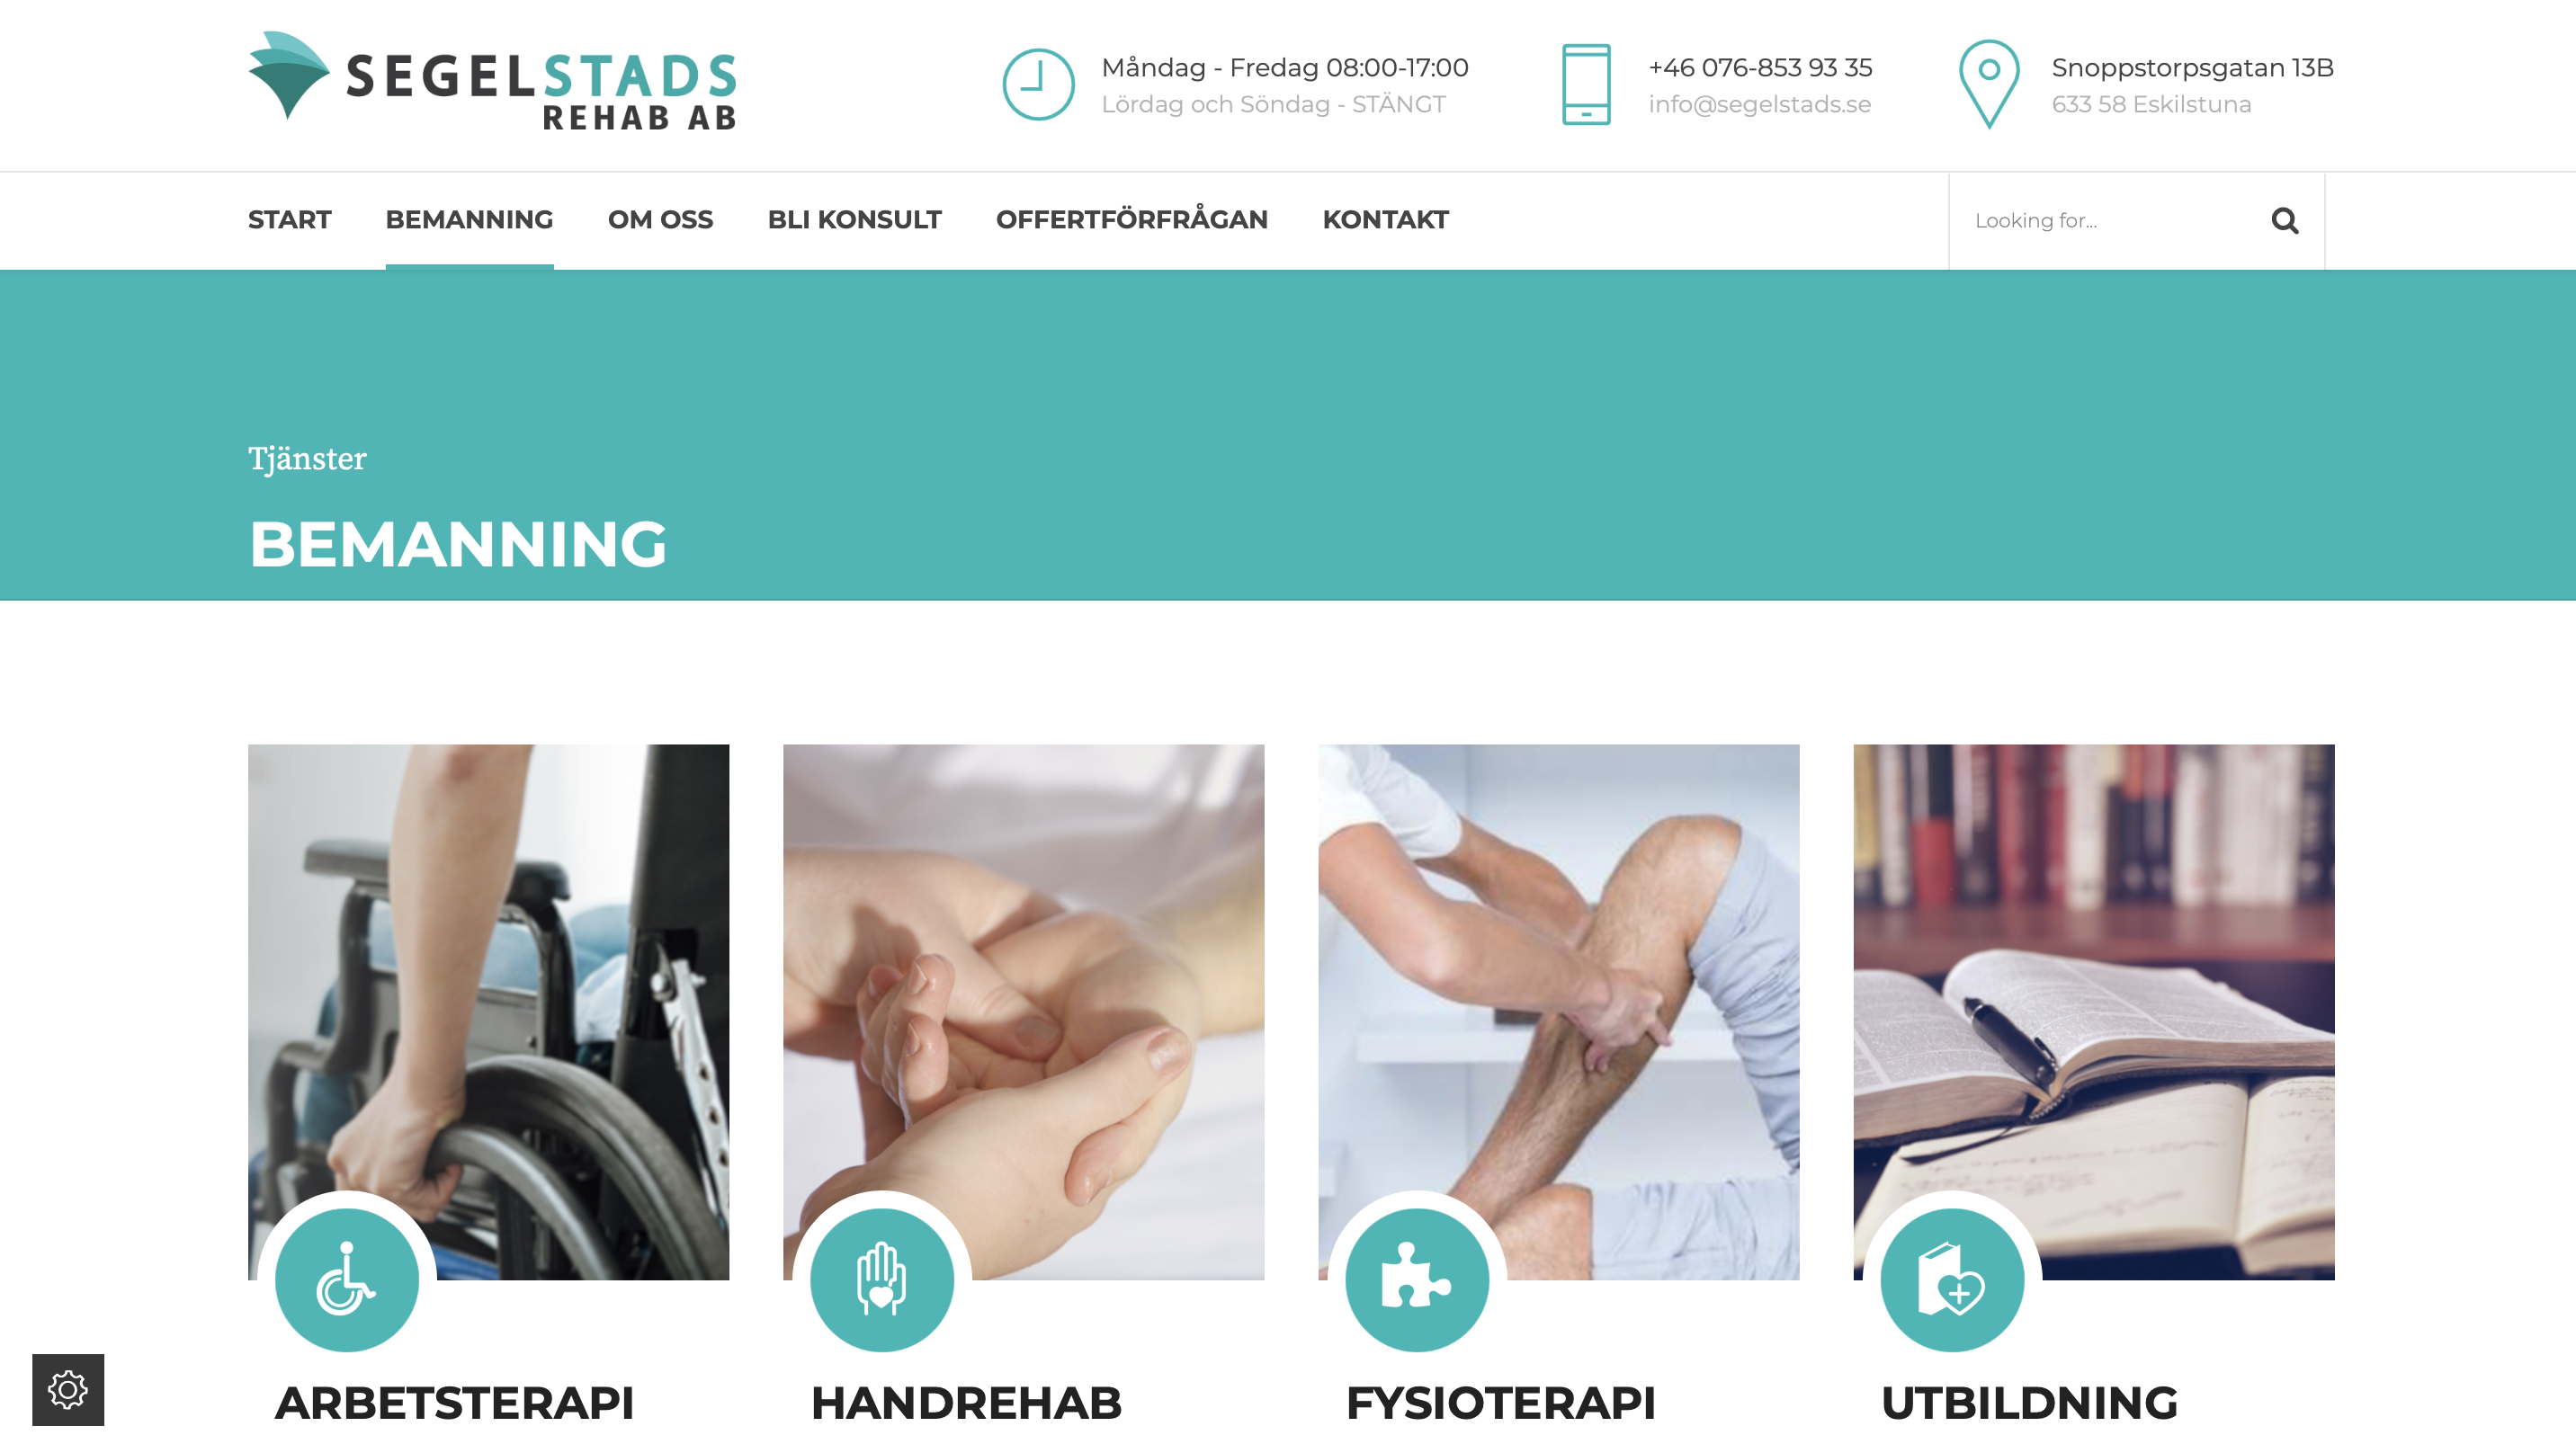 SEGELSTADS
REHAB AB
Måndag - Fredag 08:00-17:00
Lördag och Söndag - STÄNGT
+46 076-853 93 35
info@segelstads.se
Snoppstorpsgatan 13B
633 58 Eskilstuna
START BEMANNING OM OSS BLI KONSULT OFFERTFÖRFRÅGAN KONTAKT Looking for...
Tjänster
BEMANNING
ARBETSTERAPI HANDREHAB FYSIOTERAPI UTBILDNING